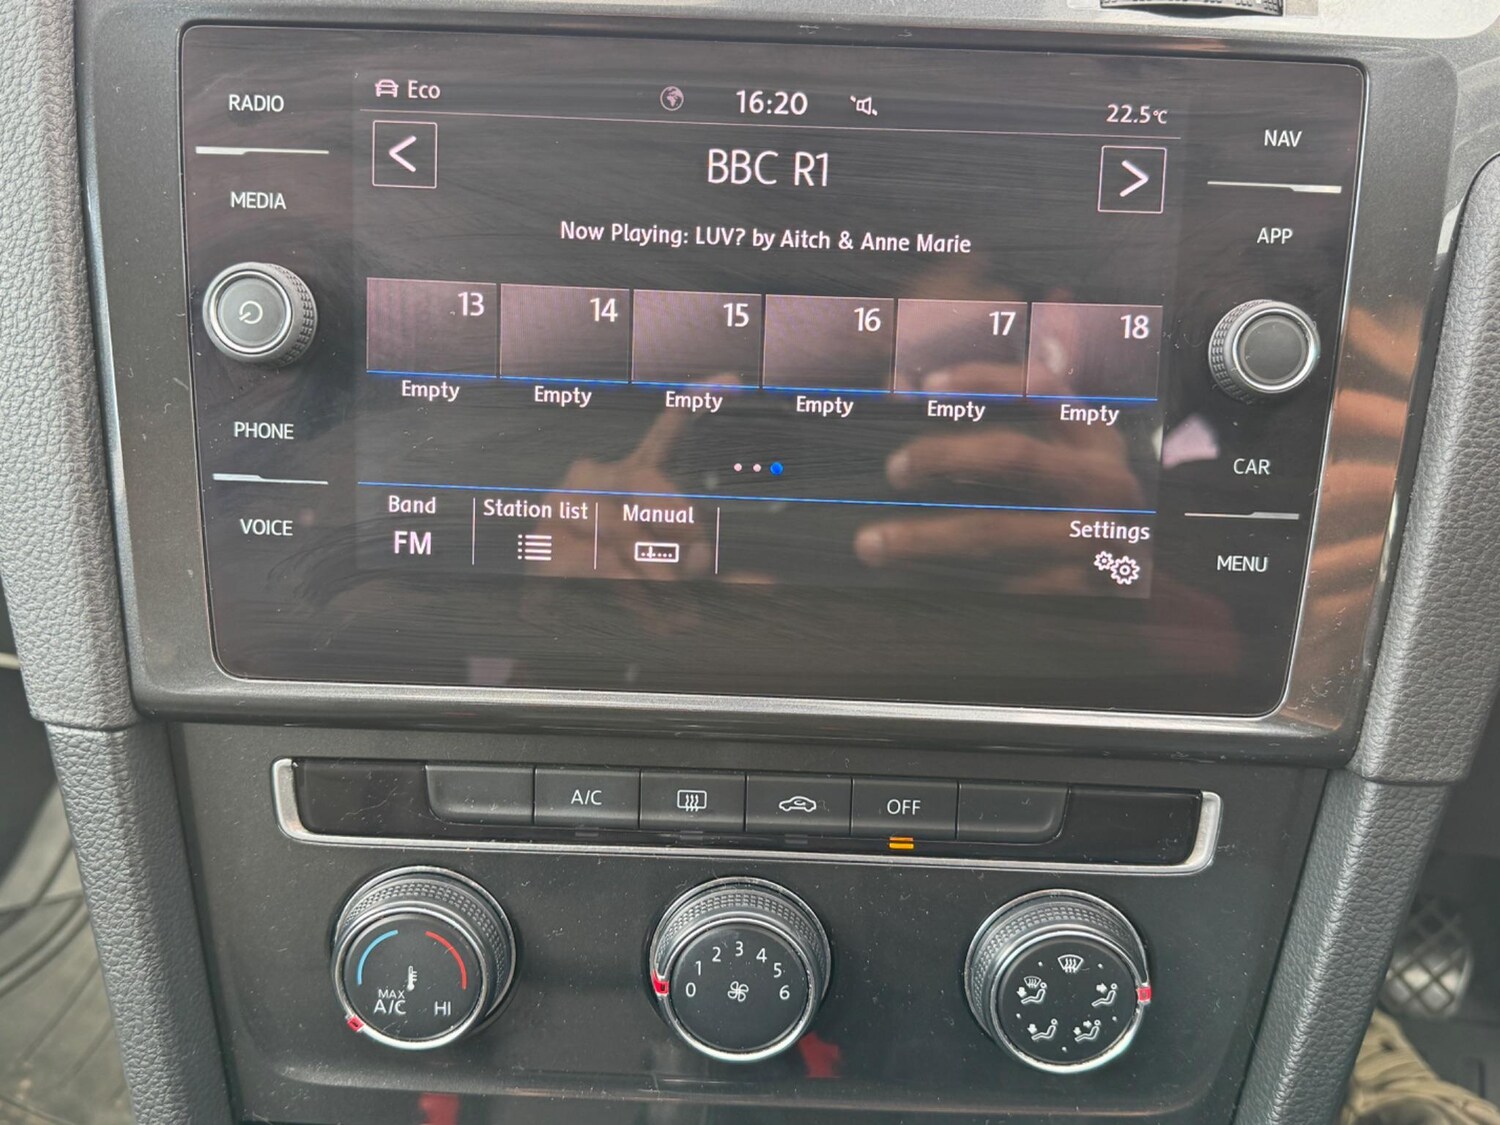 RADIO
MEDIA
PHONE
VOICE
Eco
16:20
22.5°C
BBC R1
Now Playing: LUV? by Aitch & Anne Marie
13 14 15 16 17 18
Empty Empty Empty Empty Empty Empty
Band
FM
Station list
Manual
Settings
NAV
APP
CAR
MENU
A/C
OFF
MAX
A/C
HI
0 1 2 3 4 5 6